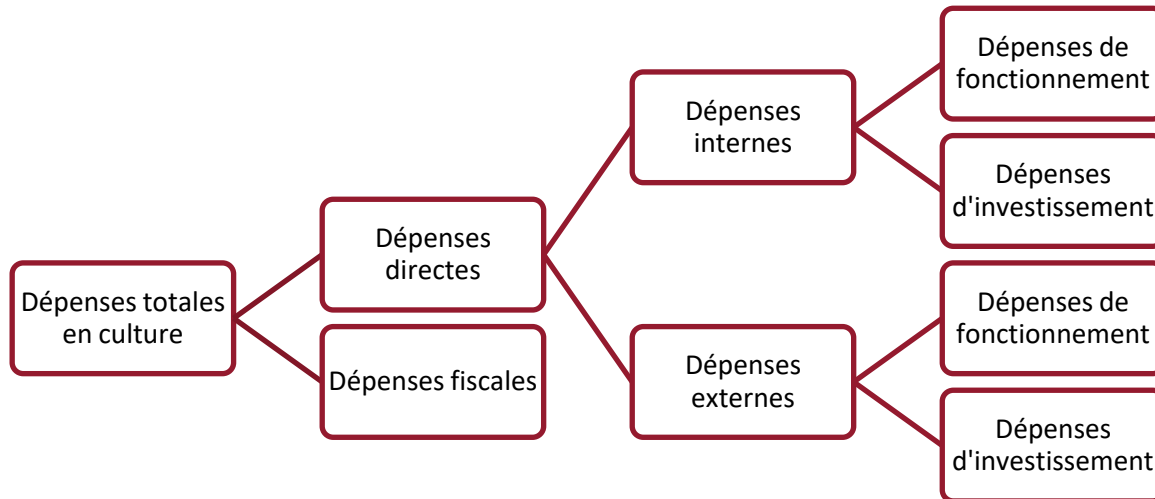 Dépenses totales
en culture
Dépenses
directes
Dépenses fiscales
Dépenses
internes
Dépenses
externes
Dépenses de
fonctionnement
Dépenses
d'investissement
Dépenses de
fonctionnement
Dépenses
d'investissement